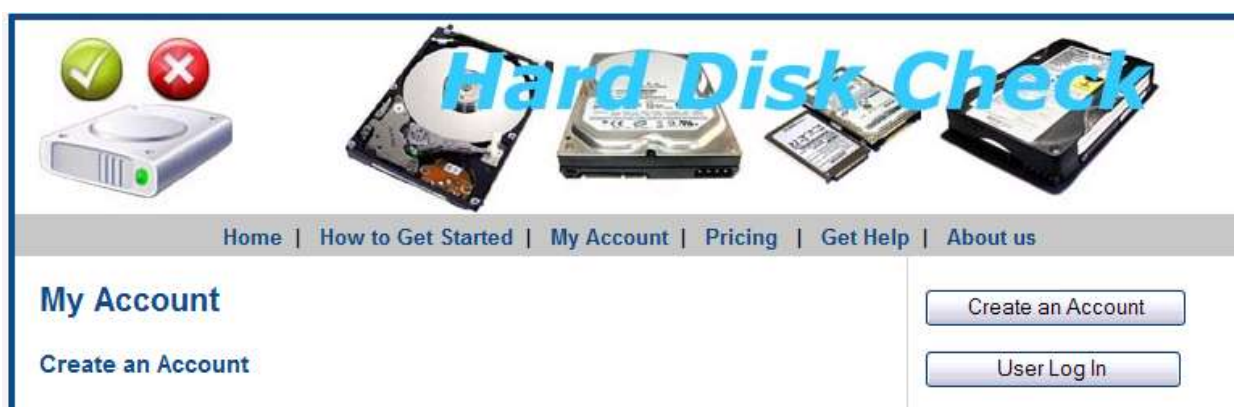 Hard Disk Check
Home | How to Get Started | My Account | Pricing | Get Help | About us
My Account
Create an Account
Create an Account
User Log In